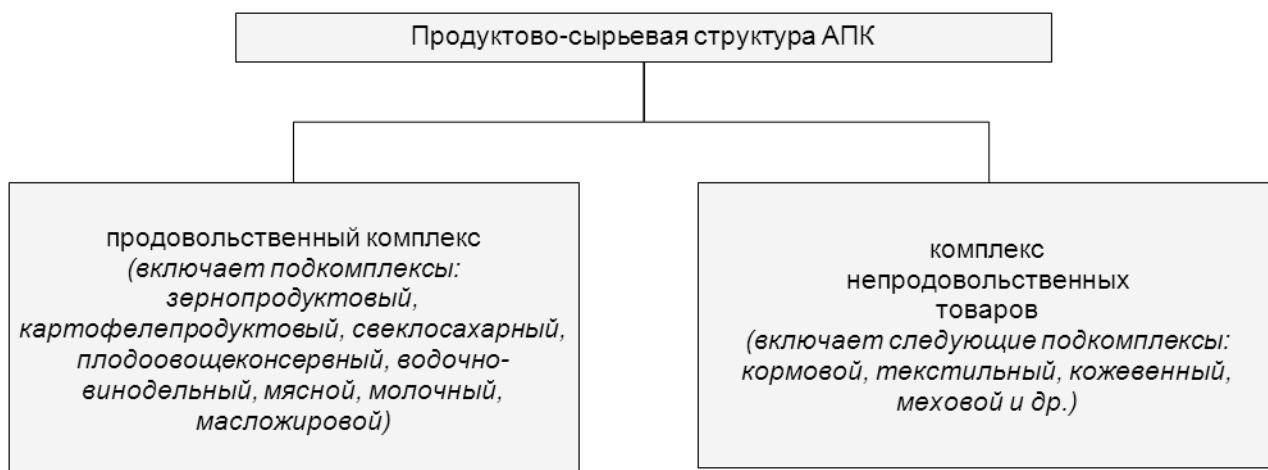 Продуктово-сырьевая структура АПК
продовольственный комплекс
(включает подкомплексы:
зернопродуктовый,
картофелепродуктовый, свеклосахарный,
плодоовощеконсервный, водочно-
винодельный, мясной, молочный,
масложировой)
комплекс
непродовольственных
товаров
(включает следующие подкомплексы:
кормовой, текстильный, кожевенный,
меховой и др.)